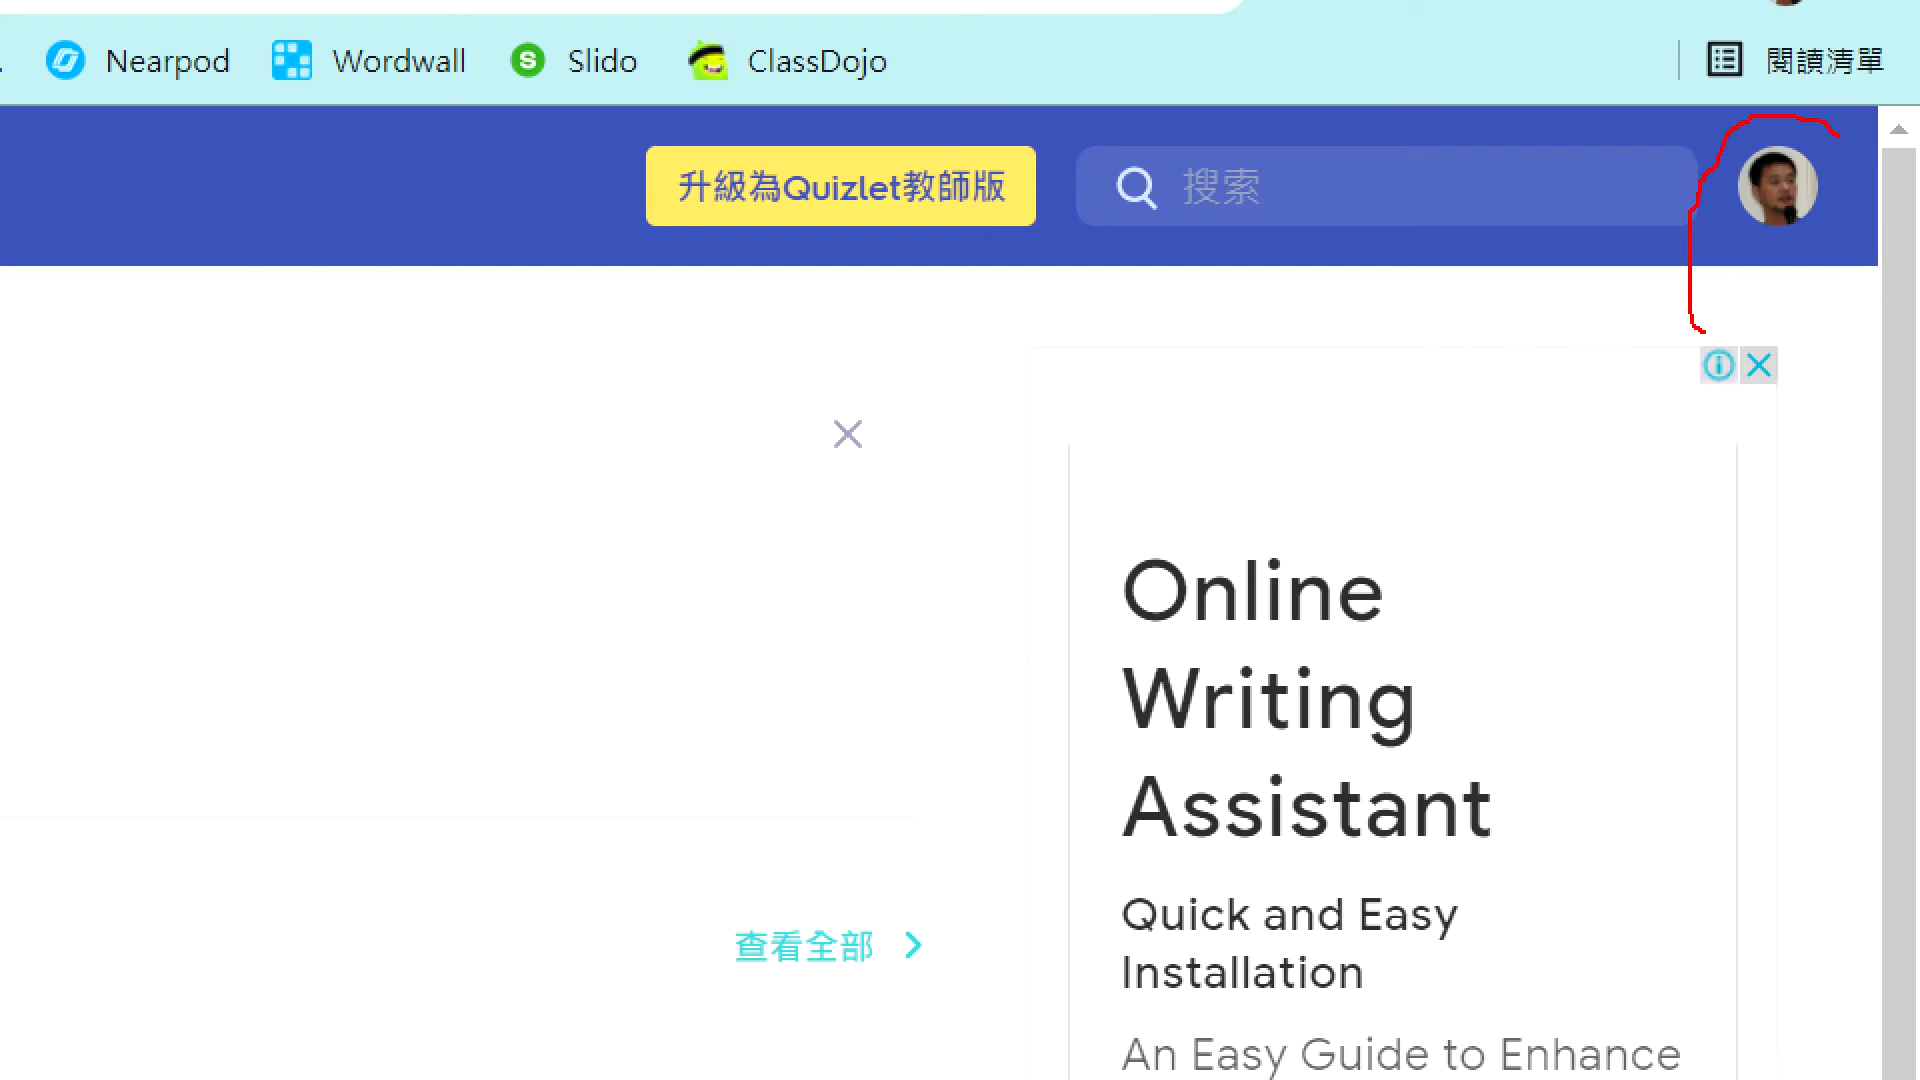 Nearpod
Wordwall
Slido
ClassDojo
閱讀清單
升級為Quizlet教師版
搜索
Online
Writing
Assistant
Quick and Easy
Installation
An Easy Guide to Enhance
查看全部